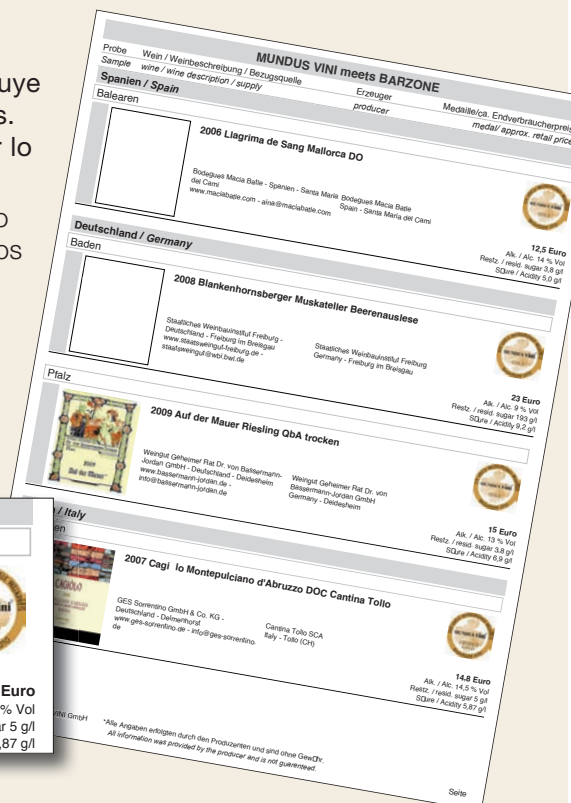 uye
s.
r lo
o
os
MUNDUS VINI meets BARZONE
Probe Wein / Weinbeschreibung / Bezugsquelle Erzeuger Medaille/ca. Endverbraucherpreis
Sample wine / wine description / supply producer medal/ approx. retail price
Spanien / Spain
Balearen
2006 Llagrima de Sang Mallorca DO
Bodegues Macia Batle - Spanien - Santa Maria
del Cami
www.maciabatle.com - aina@maciabatle.com
Bodegues Macia Batle
Spain - Santa Maria del Cami
12,5 Euro
Alk. / Alc. 14 % Vol
Restz. / resid. sugar 3,8 g/l
SŒure / Acidity 5,0 g/l
Deutschland / Germany
Baden
2008 Blankenhornsberger Muskateller Beerenauslese
Staatliches Weinbauinstituf Freiburg -
Deutschland - Freiburg im Breisgau
www.staatsweingut-freiburg.de -
staatsweingut@wbi.bwl.de
Staatliches Weinbauinstituf Freiburg
Germany - Freiburg im Breisgau
23 Euro
Alk. / Alc. 9 % Vol
Restz. / resid. sugar 193 g/l
SŒure / Acidity 9,2 g/l
Pfalz
2009 Auf der Mauer Riesling QbA trocken
Weingut Geheimer Rat Dr. von Bassermann-
Jordan GmbH - Deutschland - Deidesheim
www.bassermann-jordan.de -
info@bassermann-jordan.de
Weingut Geheimer Rat Dr. von
Bassermann-Jordan GmbH
Germany - Deidesheim
15 Euro
Alk. / Alc. 13 % Vol
Restz. / resid. sugar 3.8 g/l
SŒure / Acidity 6,9 g/l
/ Italy
en
2007 Cagi lo Montepulciano d'Abruzzo DOC Cantina Tollo
CAGIOLO
GES Sorrentino GmbH & Co. KG -
Deutschland - Delmenhorst
www.ges-sorrentino.de - info@ges-sorrentino.
de
Cantina Tollo SCA
Italy - Tollo (CH)
14.8 Euro
Alk. / Alc. 14,5 % Vol
Restz. / resid. sugar 5 g/l
SŒure / Acidity 5,87 g/l
Euro
% Vol
ar 5 g/l
,87 g/l
VINI GmbH
*Alle Angaben erfolgten durch den Produzenten und sind ohne GewŒhr.
All information was provided by the producer and is not guarenteed.
Seite